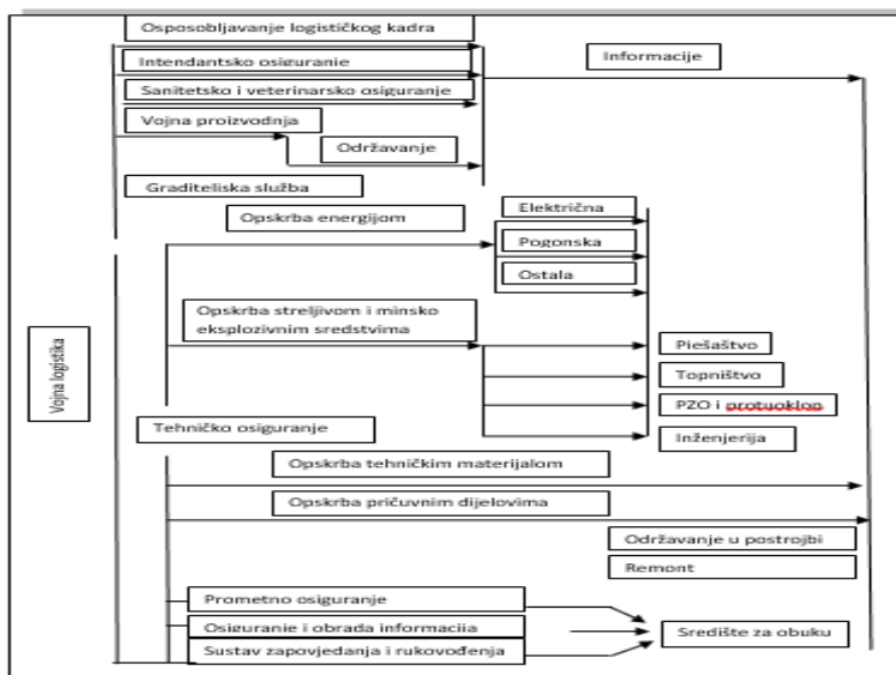 Osposobljavanje logističkog kadra
Intendantsko osiguranje
Informacije
Sanitetsko i veterinarsko osiguranje
Vojna proizvodnja
Održavanje
Graditeljska služba
Električna
Opskrba energijom
Pogonska
Ostala
Opskrba streljivom i minsko
eksplozivnim sredstvima
Vojna logistika
Pješaštvo
Topništvo
PZO i protuoklop
Tehničko osiguranje
Inženjerija
Opskrba tehničkim materijalom
Opskrba pričuvnim dijelovima
Održavanje u postrojbi
Remont
Prometno osiguranje
Osiguranje i obrada informacija
Središte za obuku
Sustav zapovjedanja i rukovođenja